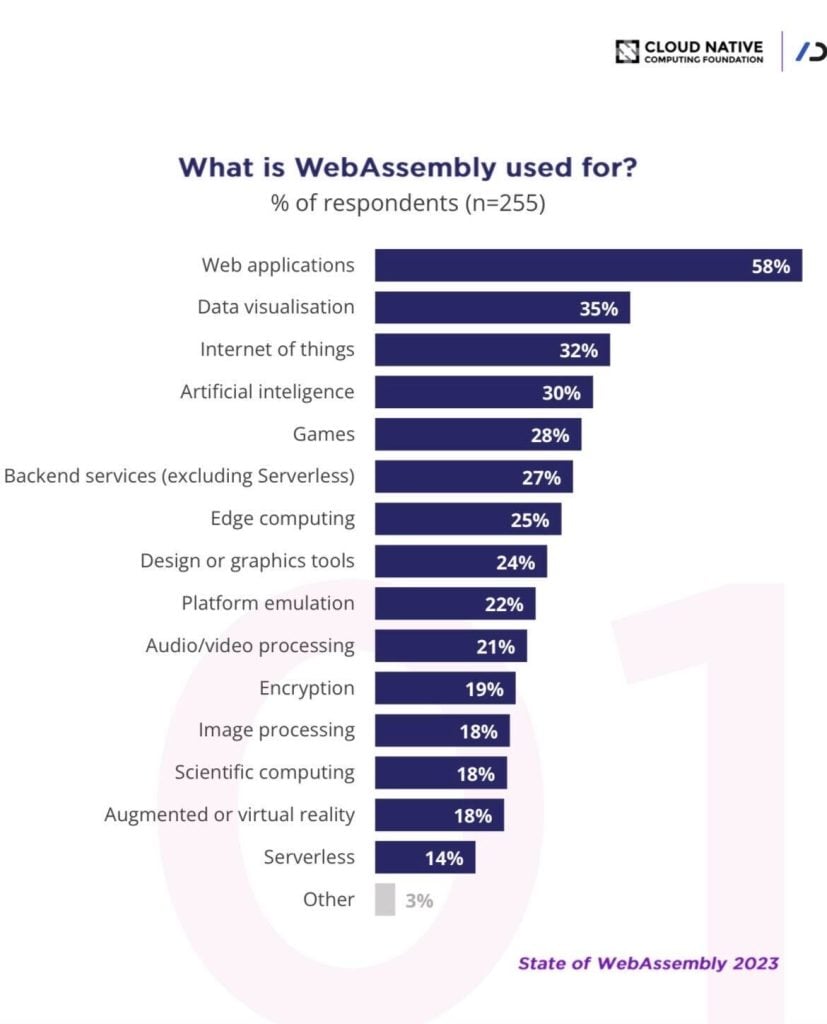 CLOUD NATIVE
COMPUTING FOUNDATION
What is WebAssembly used for?
% of respondents (n=255)
Web applications 58%
Data visualisation 35%
Internet of things 32%
Artificial inteligence 30%
Games 28%
Backend services (excluding Serverless) 27%
Edge computing 25%
Design or graphics tools 24%
Platform emulation 22%
Audio/video processing 21%
Encryption 19%
Image processing 18%
Scientific computing 18%
Augmented or virtual reality 18%
Serverless 14%
Other 3%
01
State of WebAssembly 2023